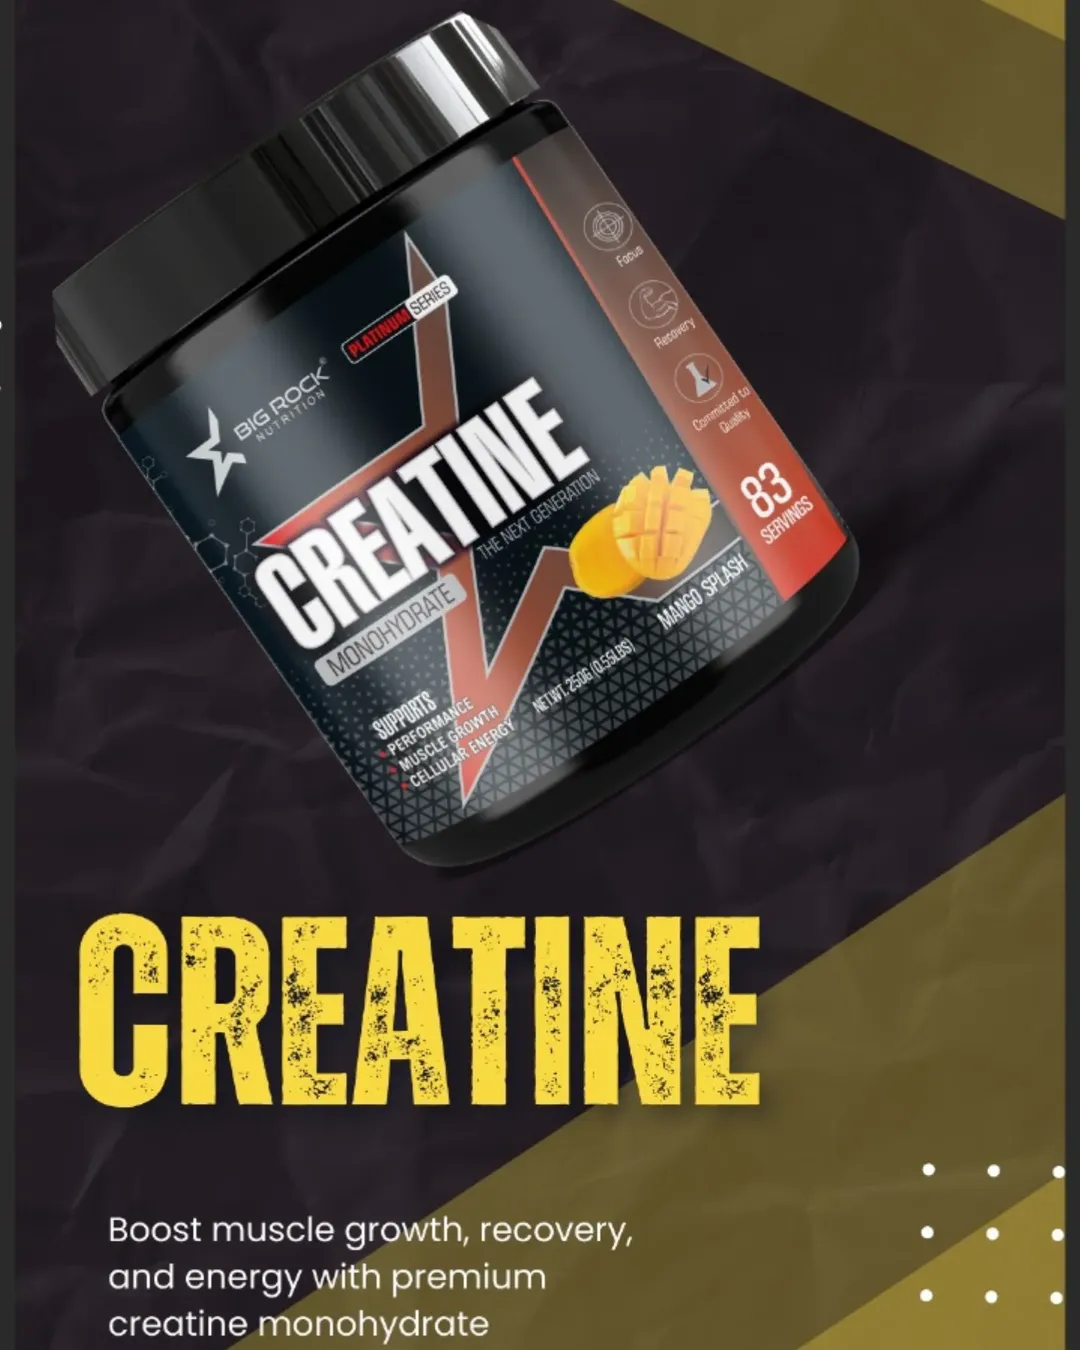 PLATINUM SERIES
BIG ROCK®
NUTRITION
CREATINE
THE NEXT GENERATION
MONOHYDRATE
SUPPORTS
PERFORMANCE
MUSCLE GROWTH
CELLULAR ENERGY
NET WT. 250G (0.55LBS)
MANGO SPLASH
Focus
Recovery
Committed to
Quality
83
SERVINGS
CREATINE
Boost muscle growth, recovery,
and energy with premium
creatine monohydrate